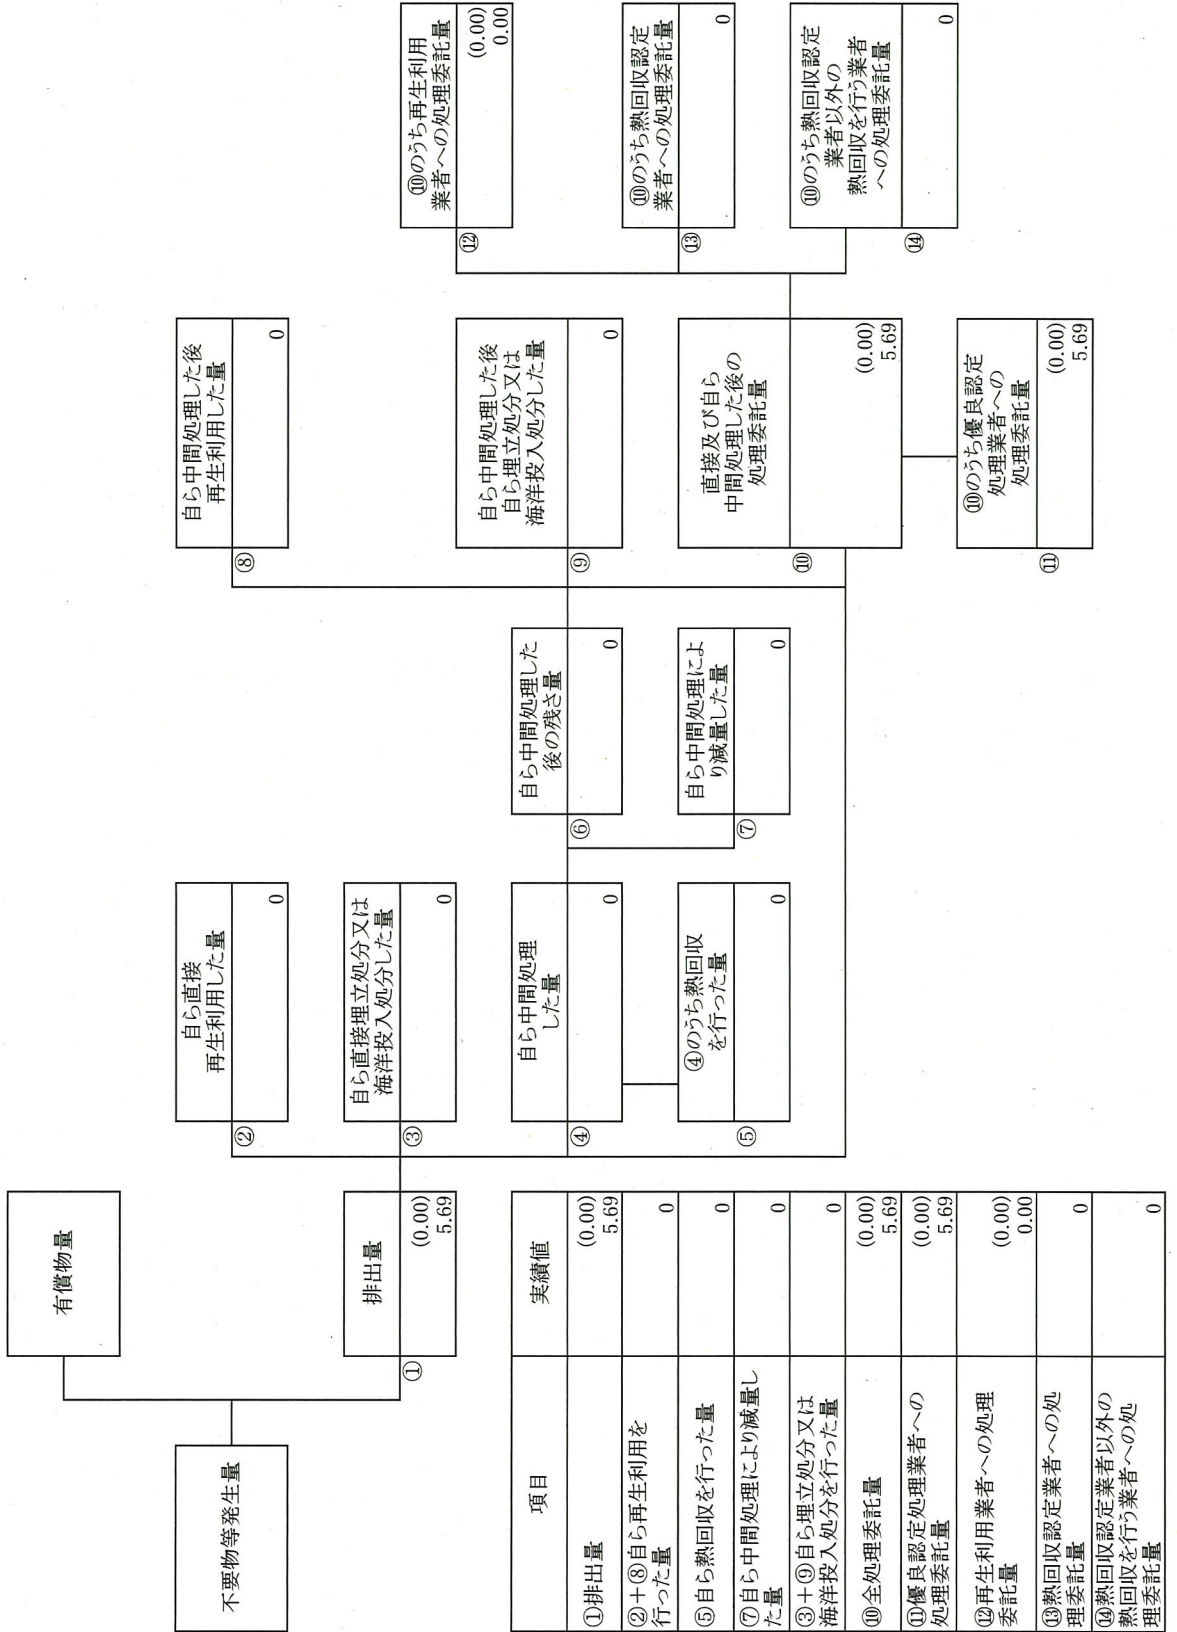 不要物等発生量
有償物量
①
排出量
(0.00)
5.69
②
自ら直接
再生利用した量
0
③
自ら直接埋立処分又は
海洋投入処分した量
0
④
自ら中間処理
した量
0
⑤
④のうち熱回収
を行った量
0
⑥
自ら中間処理した
後の残さ量
0
⑦
自ら中間処理によ
り減量した量
0
⑧
自ら中間処理した後
再生利用した量
0
⑨
自ら中間処理した後
自ら埋立処分又は
海洋投入処分した量
0
⑩
直接及び自ら
中間処理した後の
処理委託量
(0.00)
5.69
⑪
⑩のうち優良認定
処理業者への
処理委託量
(0.00)
5.69
⑫
⑩のうち再生利用
業者への処理委託量
(0.00)
0.00
⑬
⑩のうち熱回収認定
業者への処理委託量
0
⑭
⑩のうち熱回収認定
業者以外の
熱回収を行う業者
への処理委託量
0
項目 実績値
①排出量
(0.00)
5.69
②+⑧自ら再生利用を
行った量
0
⑤自ら熱回収を行った量
0
⑦自ら中間処理により減量し
た量
0
③+⑨自ら埋立処分又は
海洋投入処分を行った量
0
⑩全処理委託量
(0.00)
5.69
⑪優良認定処理業者への
処理委託量
(0.00)
5.69
⑫再生利用業者への処理
委託量
(0.00)
0.00
⑬熱回収認定業者への処
理委託量
0
⑭熱回収認定業者以外の
熱回収を行う業者への処
理委託量
0